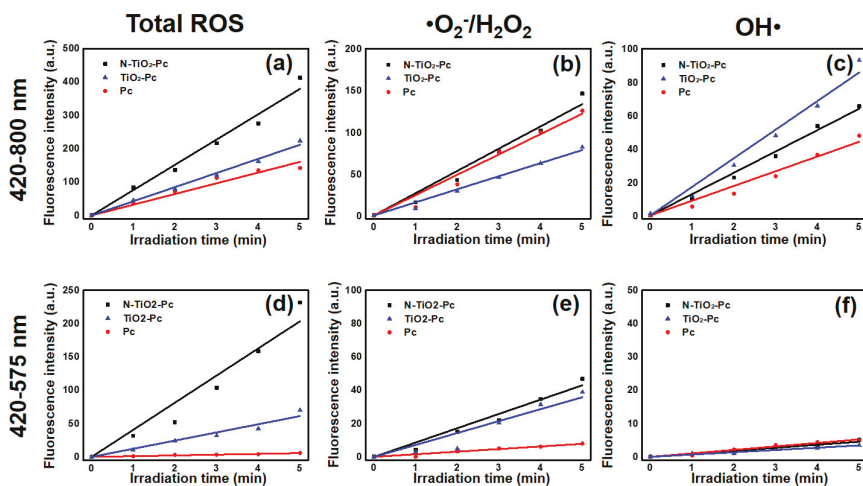 Total ROS
•O₂⁻/H₂O₂
OH•
420-800 nm
Fluorescence intensity (a.u.)
500
400
300
200
100
0
N-TiO₂-Pc
TiO₂-Pc
Pc
(a)
0 1 2 3 4 5
Irradiation time (min)
Fluorescence intensity (a.u.)
200
150
100
50
0
N-TiO₂-Pc
TiO₂-Pc
Pc
(b)
0 1 2 3 4 5
Irradiation time (min)
Fluorescence intensity (a.u.)
100
80
60
40
20
0
N-TiO₂-Pc
TiO₂-Pc
Pc
(c)
0 1 2 3 4 5
Irradiation time (min)
420-575 nm
Fluorescence intensity (a.u.)
250
200
150
100
50
0
N-TiO2-Pc
TiO2-Pc
Pc
(d)
0 1 2 3 4 5
Irradiation time (min)
Fluorescence intensity (a.u.)
100
80
60
40
20
0
N-TiO2-Pc
TiO2-Pc
Pc
(e)
0 1 2 3 4 5
Irradiation time (min)
Fluorescence intensity (a.u.)
50
40
30
20
10
0
N-TiO₂-Pc
TiO₂-Pc
Pc
(f)
0 1 2 3 4 5
Irradiation time (min)